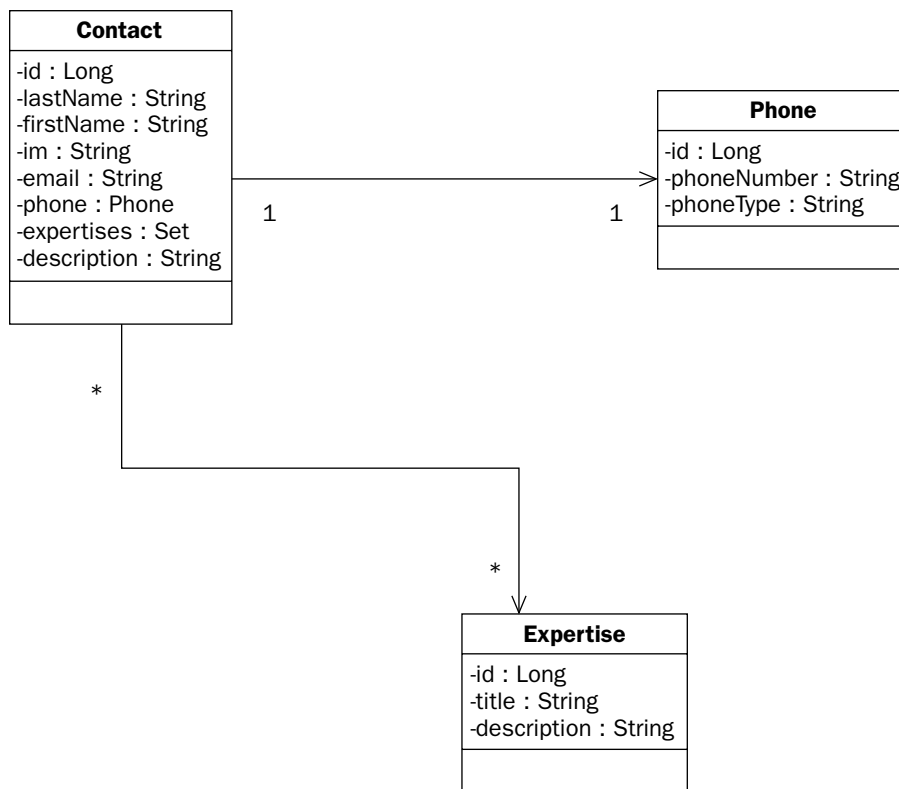 Contact
-id : Long
-lastName : String
-firstName : String
-im : String
-email : String
-phone : Phone
-expertises : Set
-description : String
Phone
-id : Long
-phoneNumber : String
-phoneType : String
1
1
*
*
Expertise
-id : Long
-title : String
-description : String